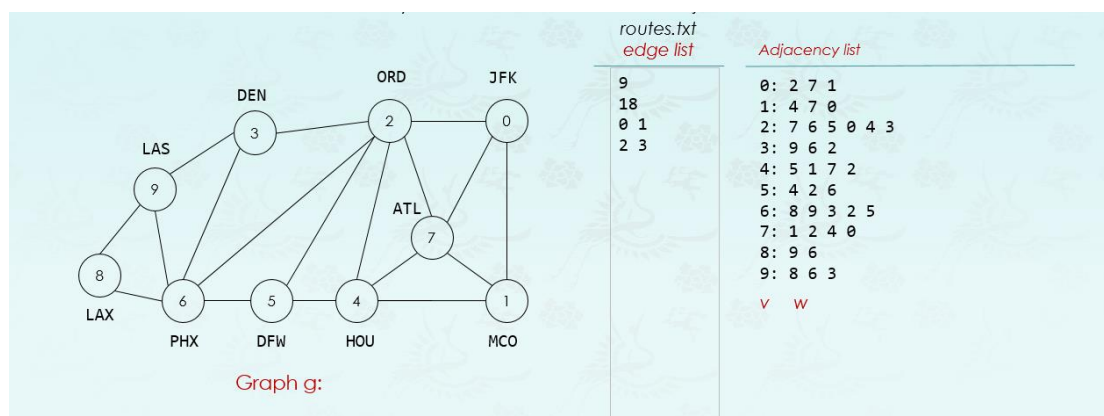 routes.txt
edge list
Adjacency list
9
18
0 1
2 3
0: 2 7 1
1: 4 7 0
2: 7 6 5 0 4 3
3: 9 6 2
4: 5 1 7 2
5: 4 2 6
6: 8 9 3 2 5
7: 1 2 4 0
8: 9 6
9: 8 6 3
v w
ORD
JFK
DEN
2
0
3
LAS
9
ATL
7
8
6
5
4
1
LAX
PHX
DFW
HOU
MCO
Graph g: